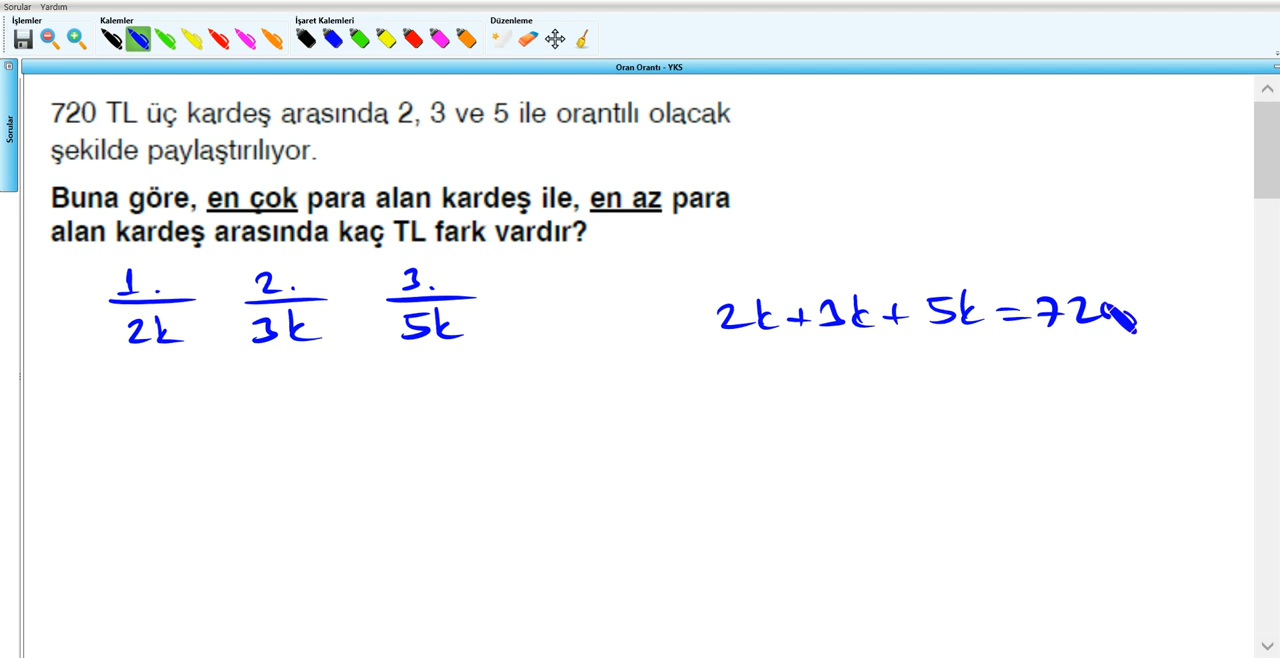 Sorular Yardım
İşlemler Kalemler İşaret Kalemleri Düzenleme
Oran Orantı - YKS
Sorular
720 TL üç kardeş arasında 2, 3 ve 5 ile orantılı olacak
şekilde paylaştırılıyor.
Buna göre, en çok para alan kardeş ile, en az para
alan kardeş arasında kaç TL fark vardır?
1. 2. 3.
2k 3k 5k
2k+3k+5k=720